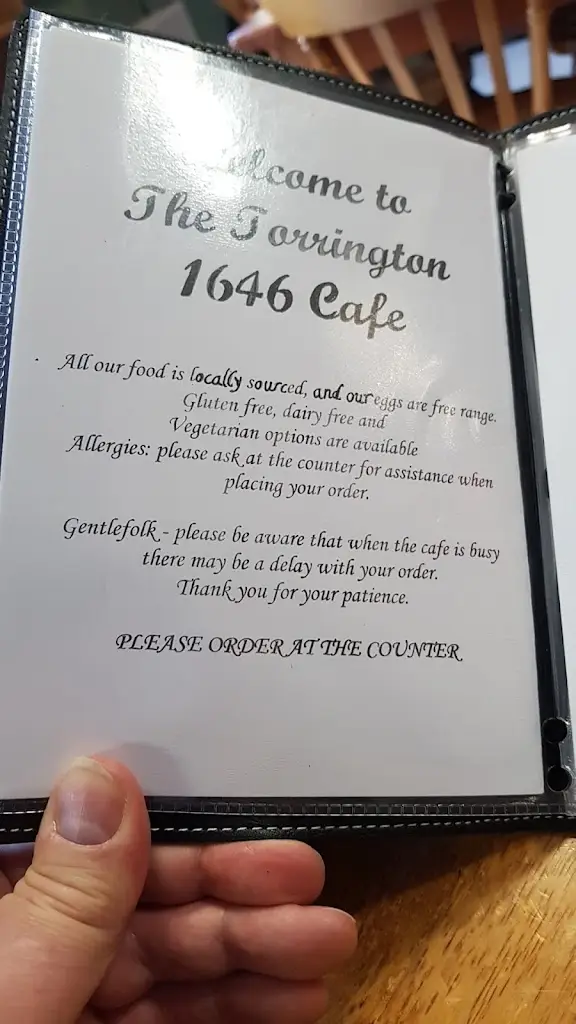 Welcome to
The Torrington
1646 Cafe
All our food is locally sourced, and our eggs are free range.
Gluten free, dairy free and
Vegetarian options are available
Allergies: please ask at the counter for assistance when
placing your order.
Gentlefolk - please be aware that when the cafe is busy
there may be a delay with your order.
Thank you for your patience.
PLEASE ORDER AT THE COUNTER